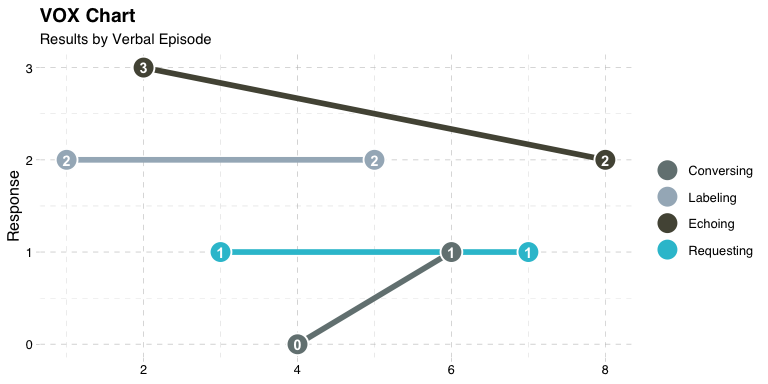 VOX Chart
Results by Verbal Episode
3
3
2
2
2
2
Response
Conversing
Labeling
Echoing
Requesting
1
1
1
1
0
0
2
4
6
8